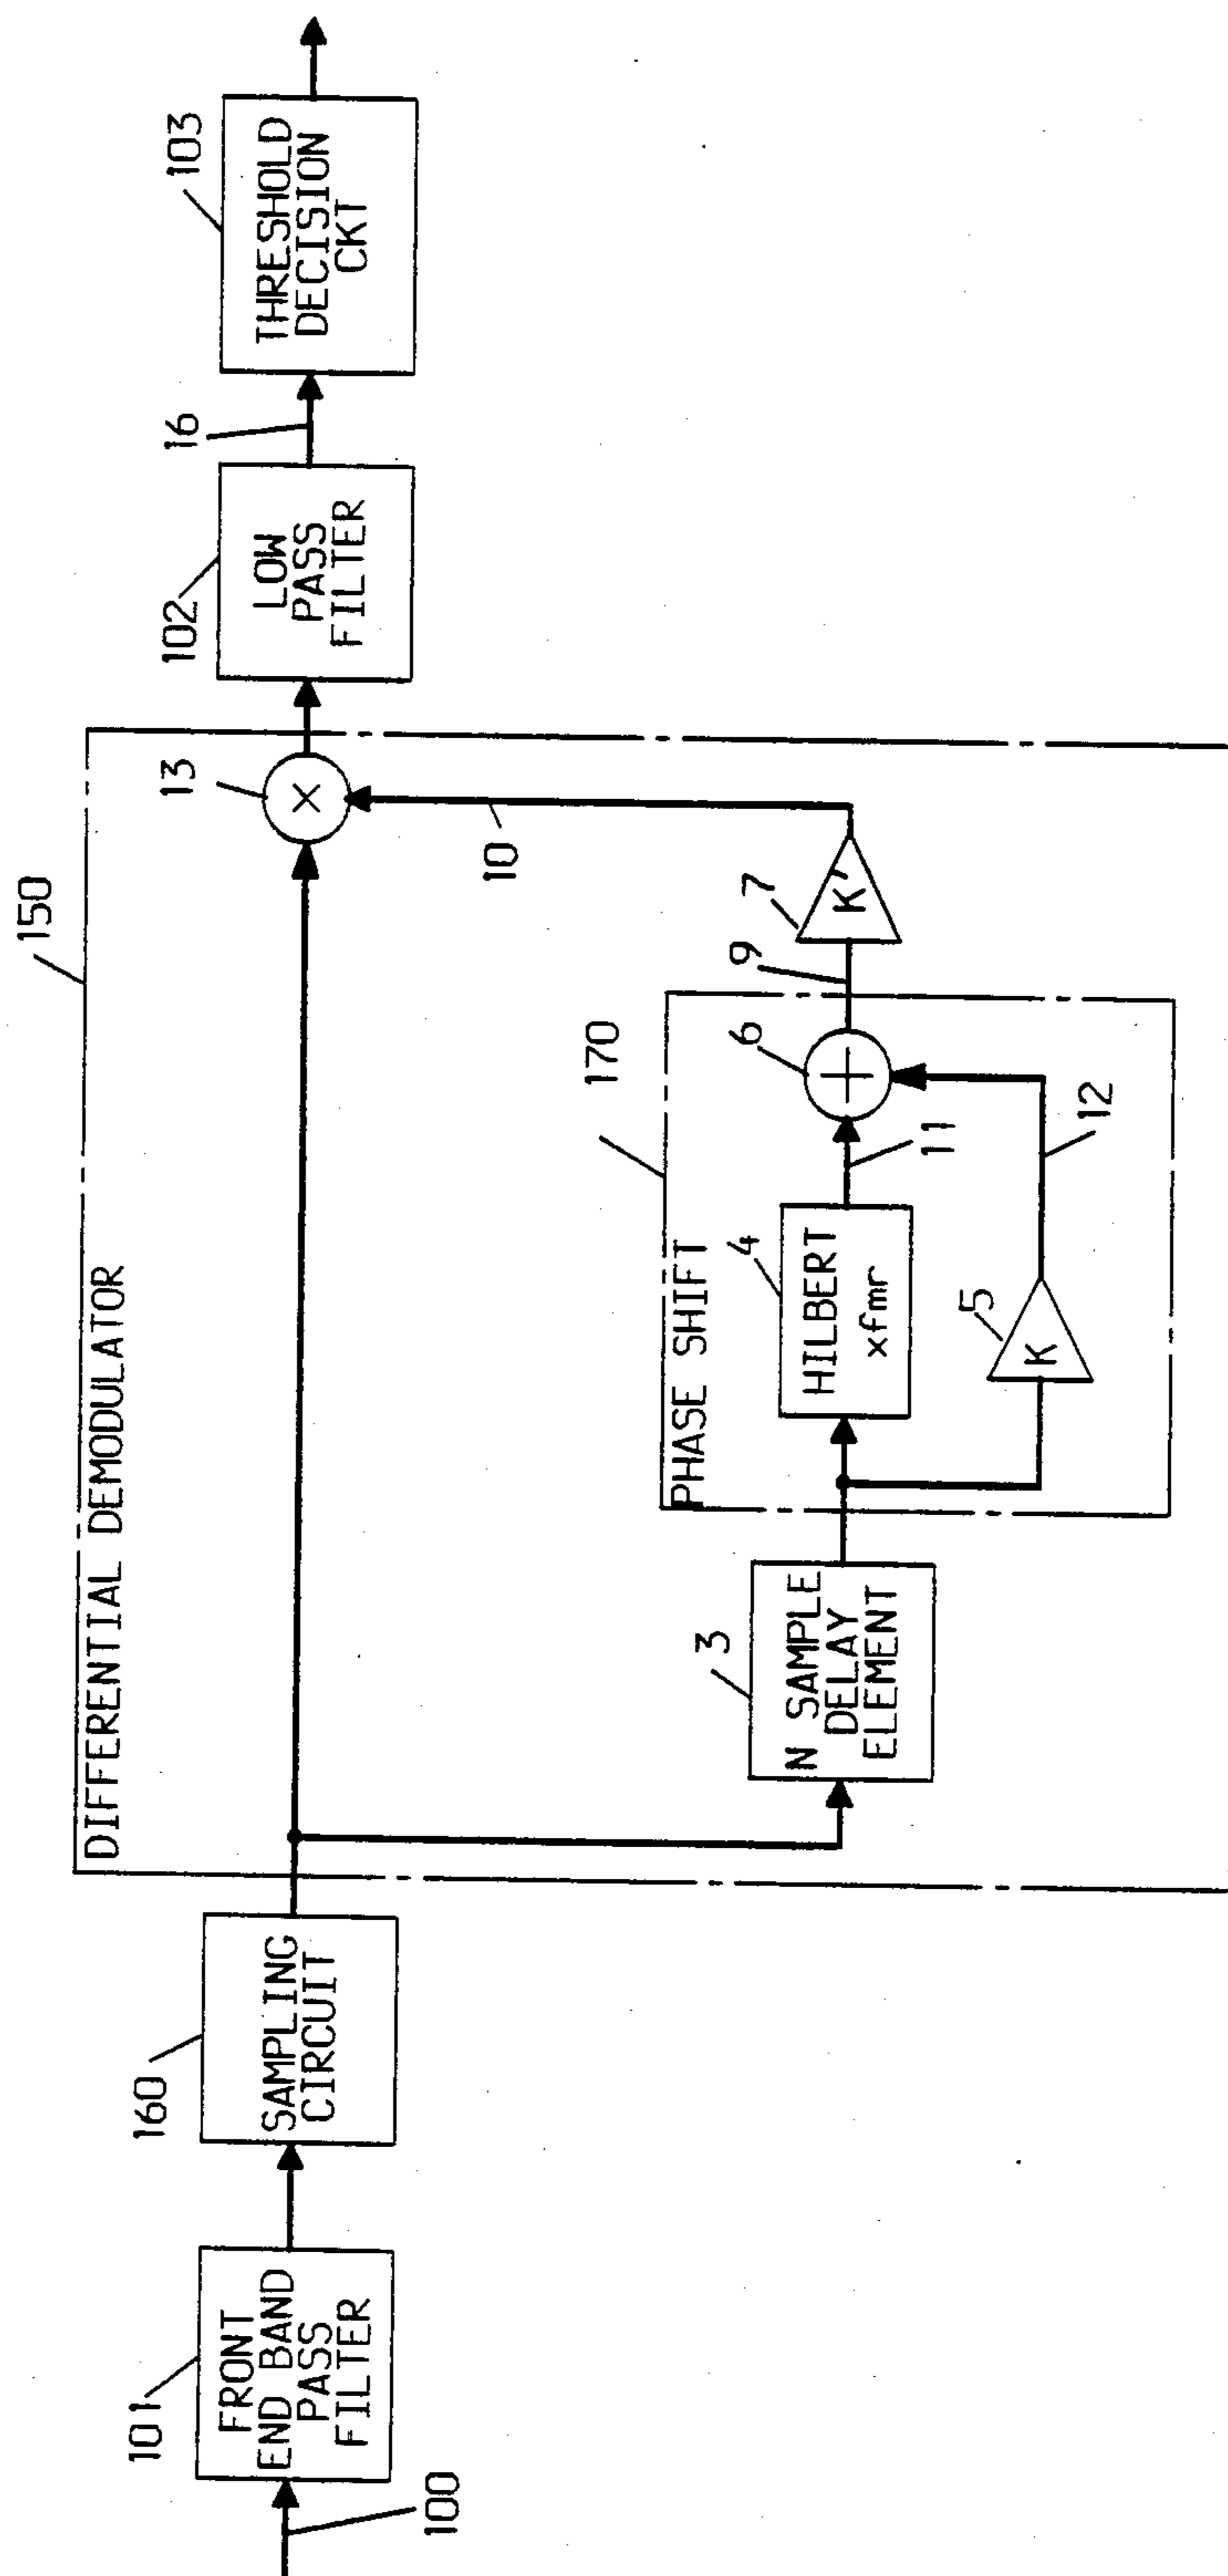 100
101
FRONT
END BAND
PASS
FILTER
160
SAMPLING
CIRCUIT
150
DIFFERENTIAL DEMODULATOR
3
N SAMPLE
DELAY
ELEMENT
170
PHASE SHIFT
4
HILBERT
xfmr
5
K
11
12
6
9
7
K'
10
13
×
102
LOW
PASS
FILTER
16
103
THRESHOLD
DECISION
CKT